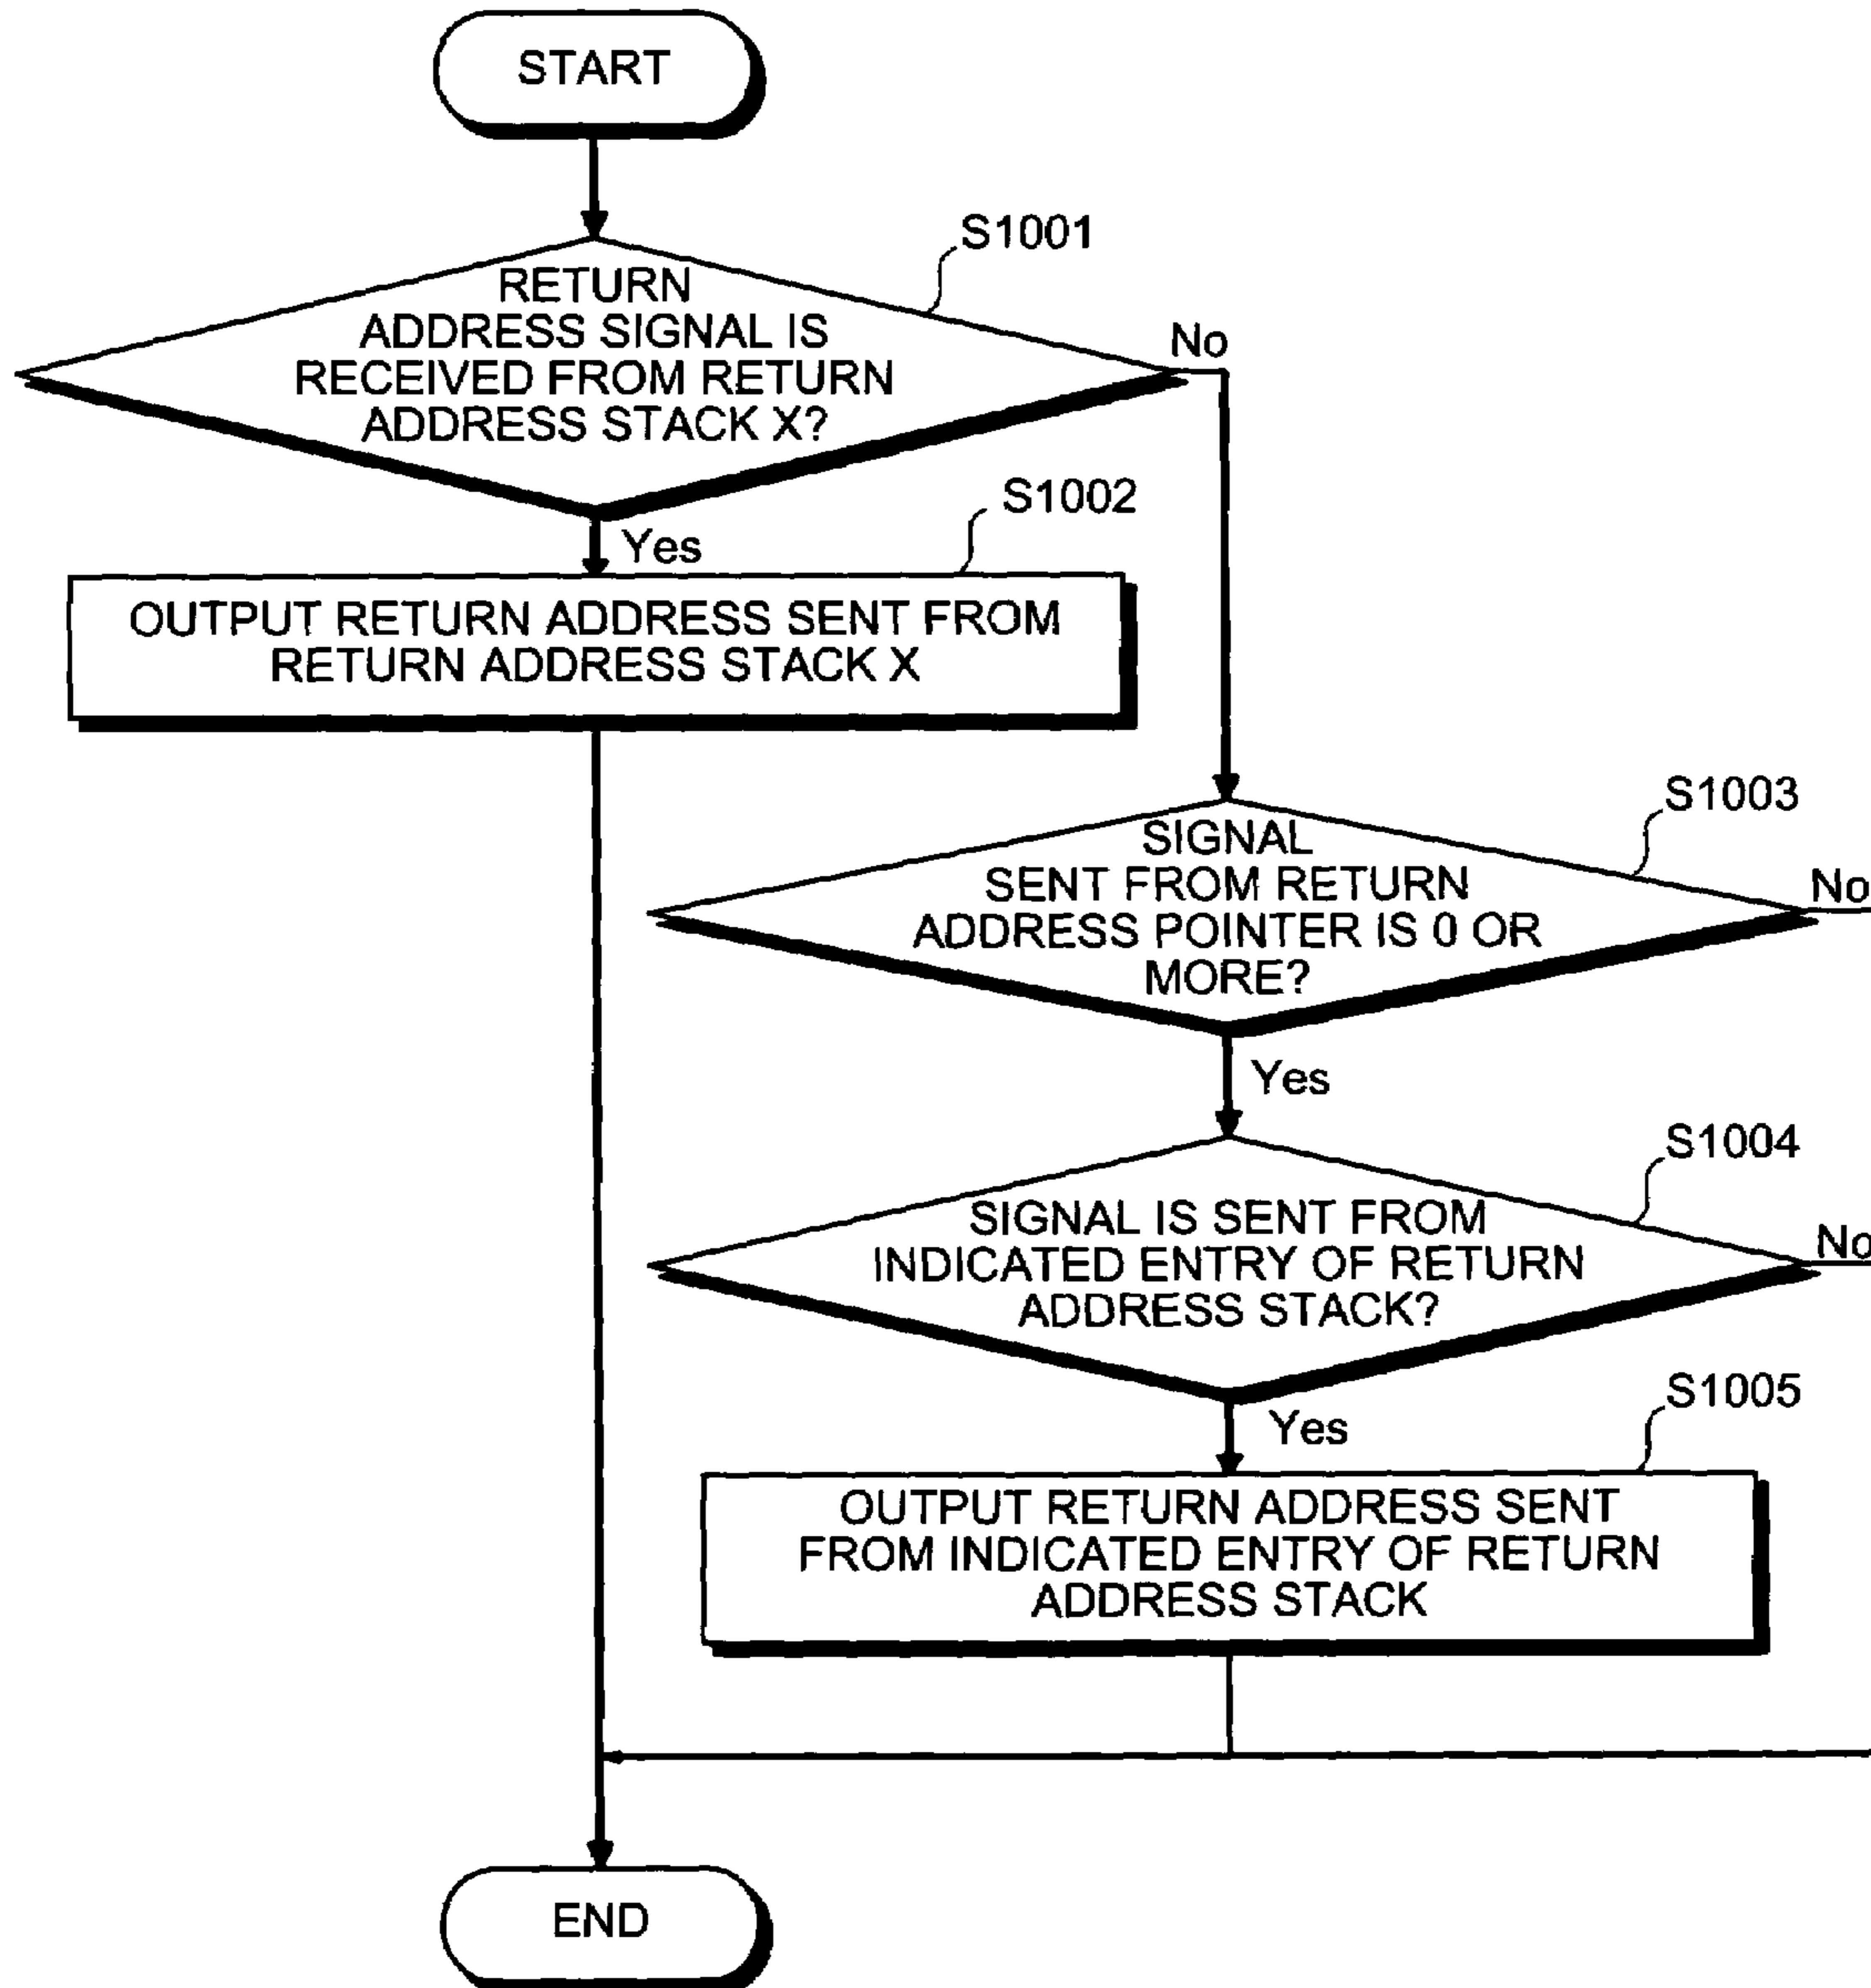 START
S1001
RETURN
ADDRESS SIGNAL IS
RECEIVED FROM RETURN
ADDRESS STACK X?
No
S1002
Yes
OUTPUT RETURN ADDRESS SENT FROM
RETURN ADDRESS STACK X
S1003
SIGNAL
SENT FROM RETURN
ADDRESS POINTER IS 0 OR
MORE?
No
Yes
S1004
SIGNAL IS SENT FROM
INDICATED ENTRY OF RETURN
ADDRESS STACK?
No
S1005
Yes
OUTPUT RETURN ADDRESS SENT
FROM INDICATED ENTRY OF RETURN
ADDRESS STACK
END